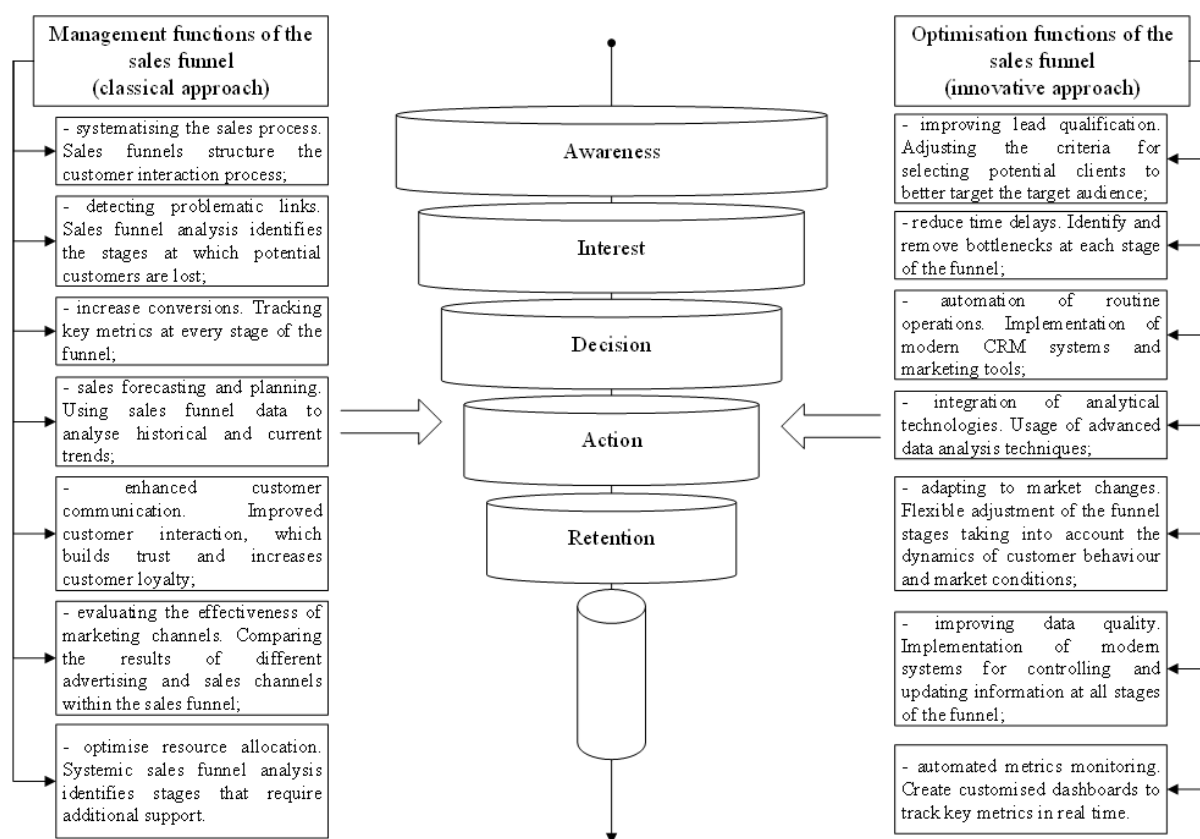 Management functions of the
sales funnel
(classical approach)
- systematising the sales process.
Sales funnels structure the
customer interaction process;
- detecting problematic links.
Sales funnel analysis identifies
the stages at which potential
customers are lost;
- increase conversions. Tracking
key metrics at every stage of the
funnel;
- sales forecasting and planning.
Using sales funnel data to
analyse historical and current
trends;
- enhanced customer
communication. Improved
customer interaction, which
builds trust and increases
customer loyalty;
- evaluating the effectiveness of
marketing channels. Comparing
the results of different
advertising and sales channels
within the sales funnel;
- optimise resource allocation.
Systemic sales funnel analysis
identifies stages that require
additional support.
Awareness
Interest
Decision
Action
Retention
Optimisation functions of the
sales funnel
(innovative approach)
- improving lead qualification.
Adjusting the criteria for
selecting potential clients to
better target the target audience;
- reduce time delays. Identify and
remove bottlenecks at each stage
of the funnel;
- automation of routine
operations. Implementation of
modern CRM systems and
marketing tools;
- integration of analytical
technologies. Usage of advanced
data analysis techniques;
- adapting to market changes.
Flexible adjustment of the funnel
stages taking into account the
dynamics of customer behaviour
and market conditions;
- improving data quality.
Implementation of modern
systems for controlling and
updating information at all stages
of the funnel;
- automated metrics monitoring.
Create customised dashboards to
track key metrics in real time.